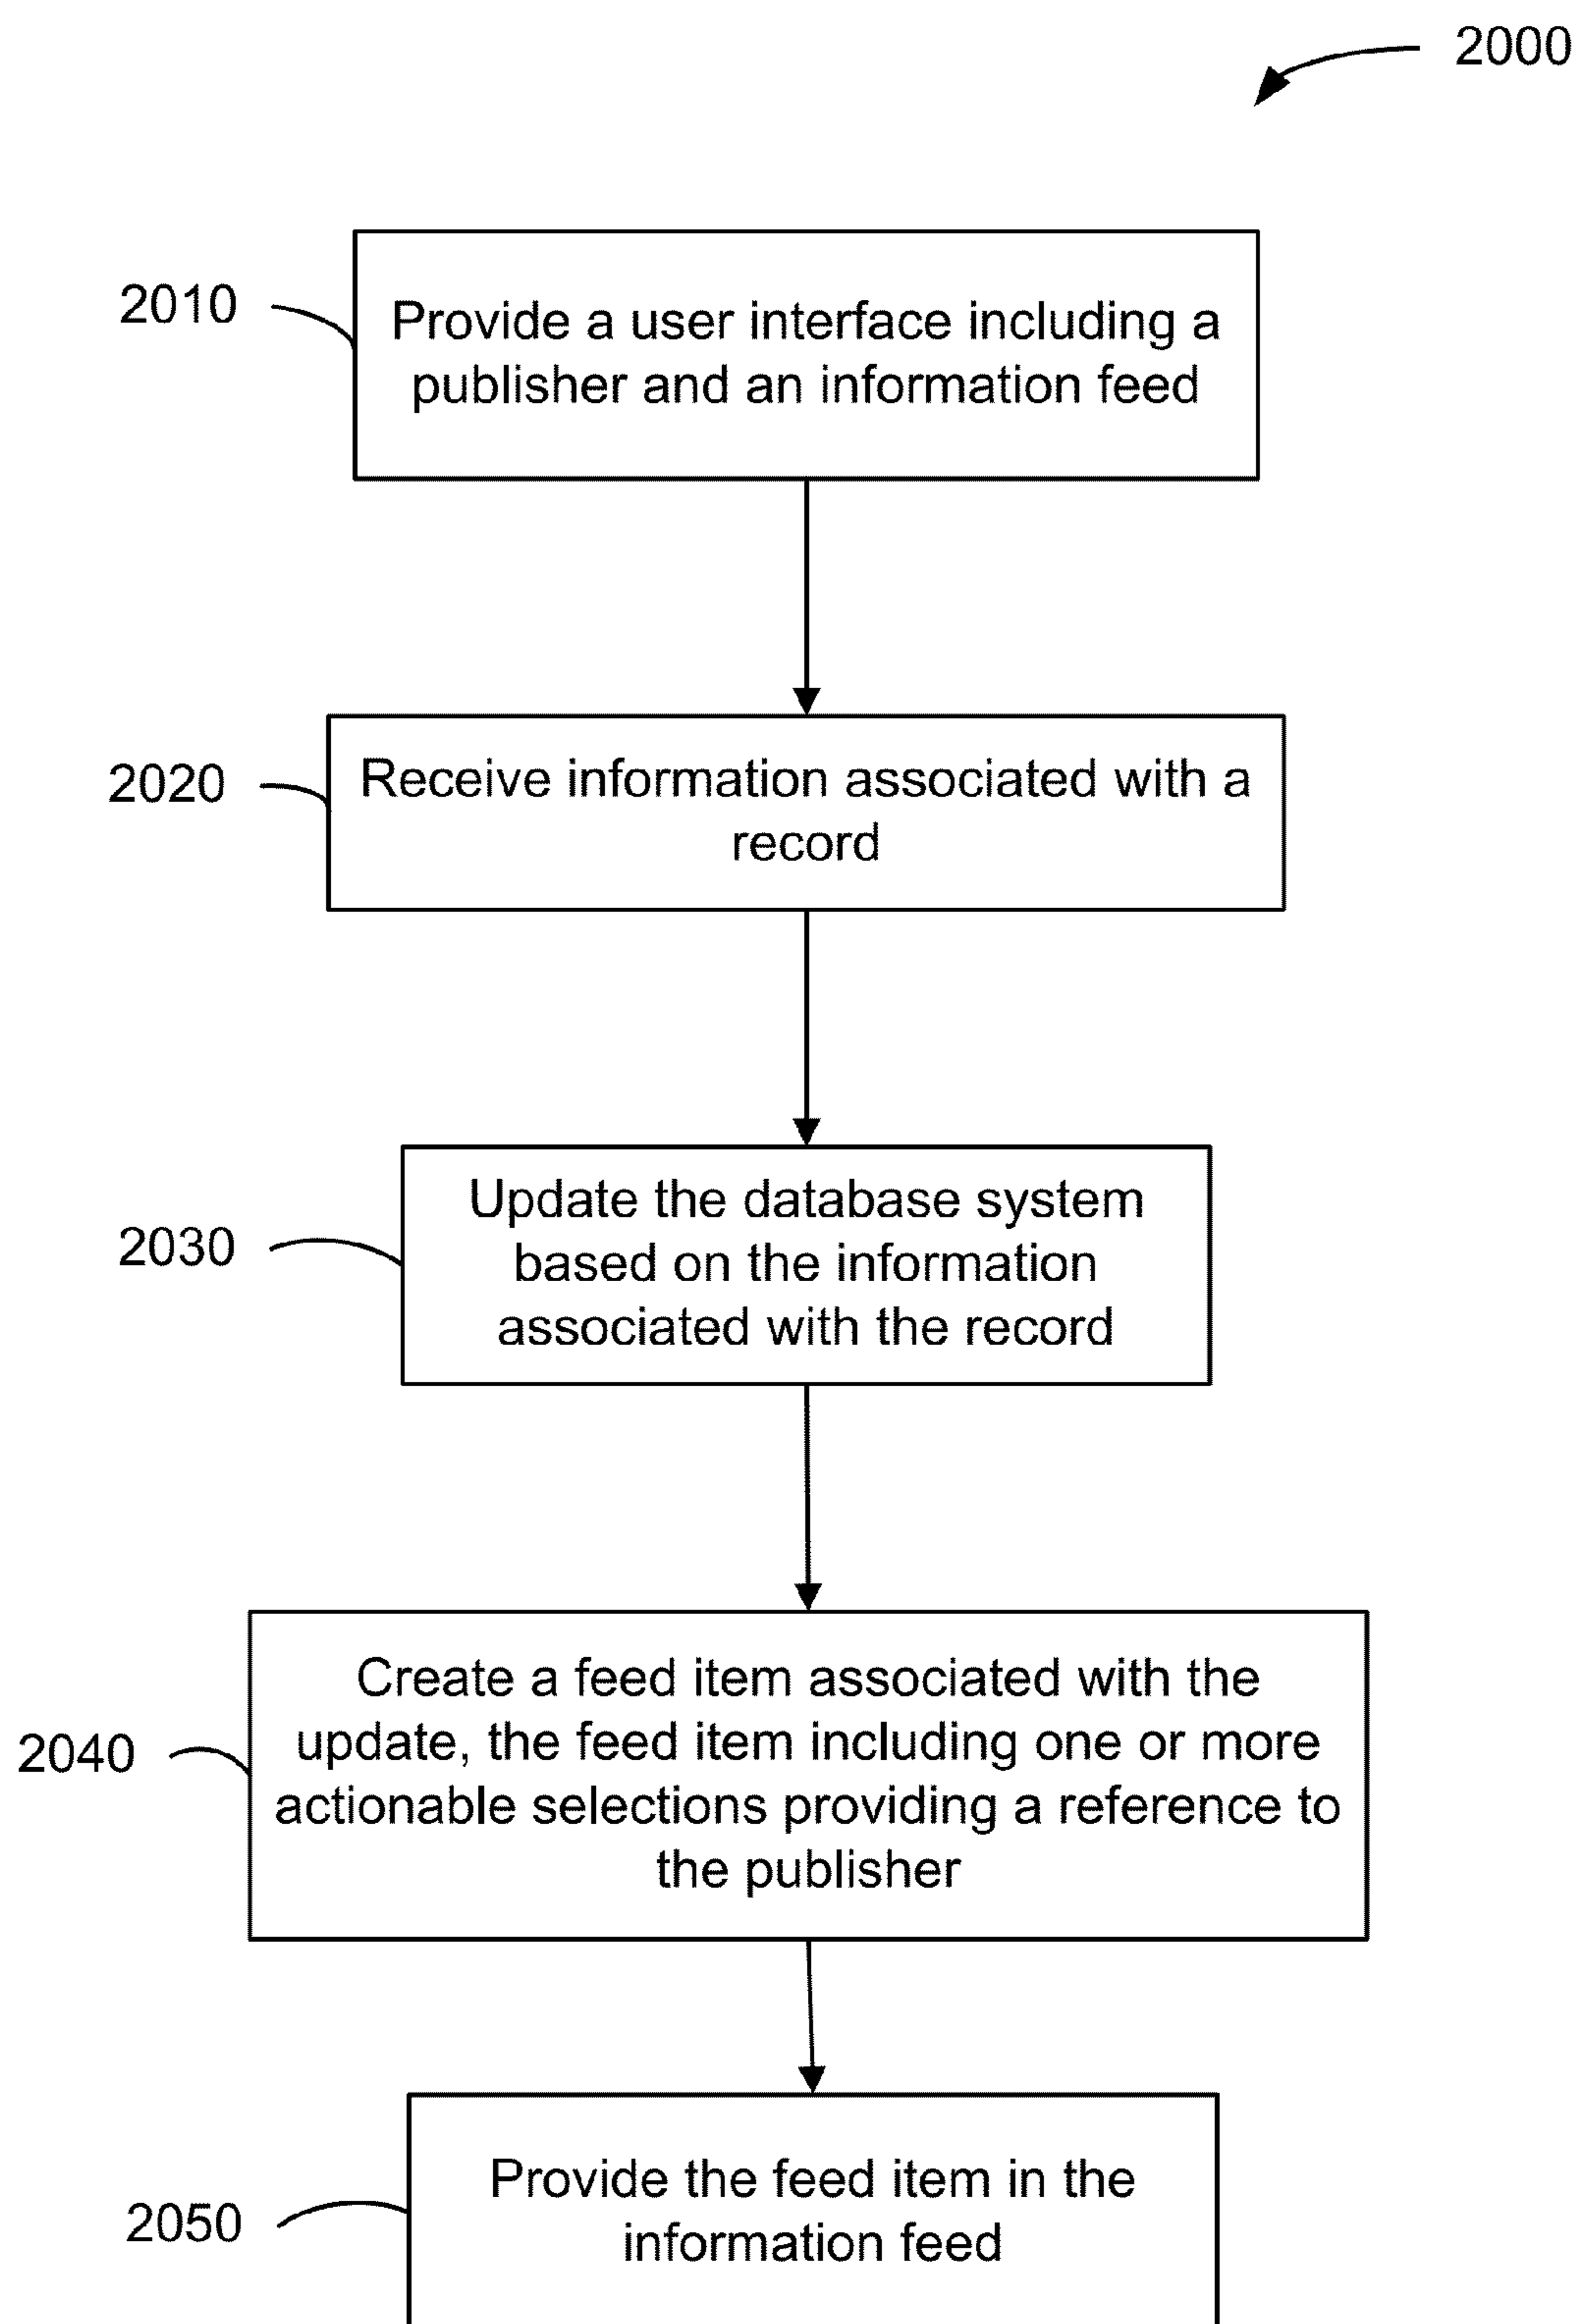 2000
2010
Provide a user interface including a
publisher and an information feed
2020
Receive information associated with a
record
2030
Update the database system
based on the information
associated with the record
2040
Create a feed item associated with the
update, the feed item including one or more
actionable selections providing a reference to
the publisher
2050
Provide the feed item in the
information feed